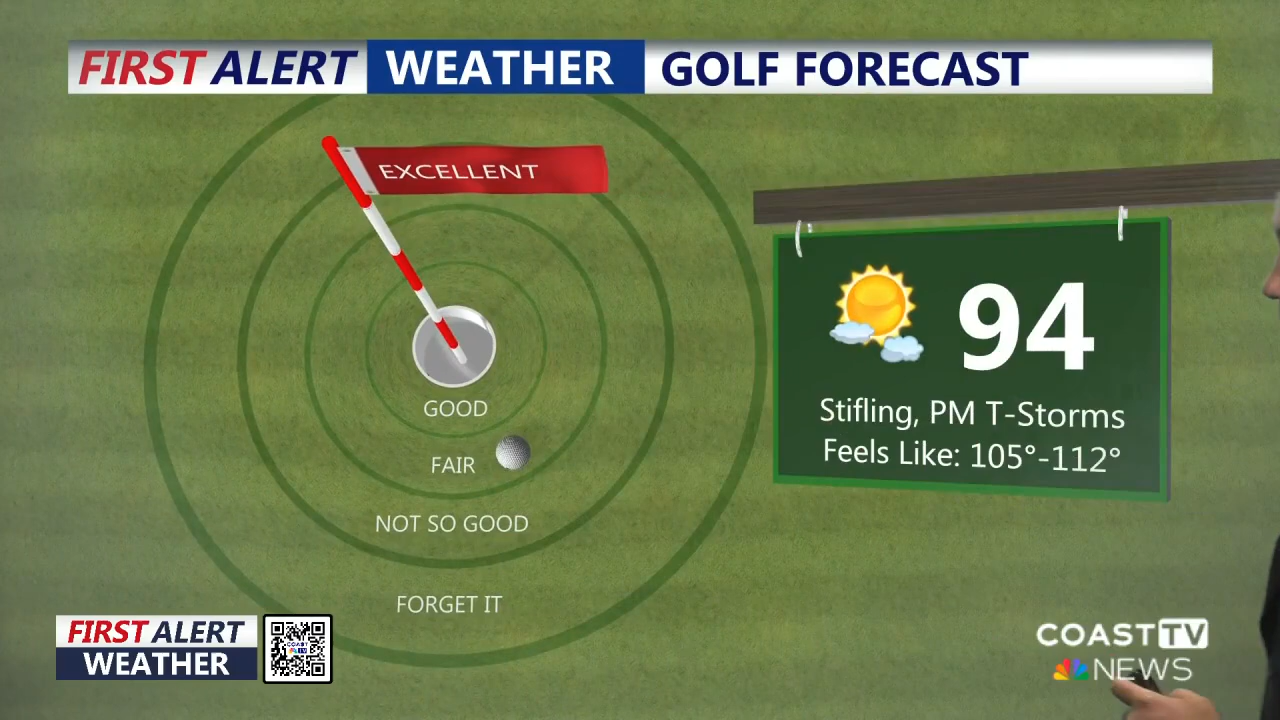 FIRST ALERT WEATHER GOLF FORECAST
EXCELLENT
GOOD
FAIR
NOT SO GOOD
FORGET IT
94
Stifling, PM T-Storms
Feels Like: 105°-112°
FIRST ALERT
WEATHER
COAST TV
NEWS